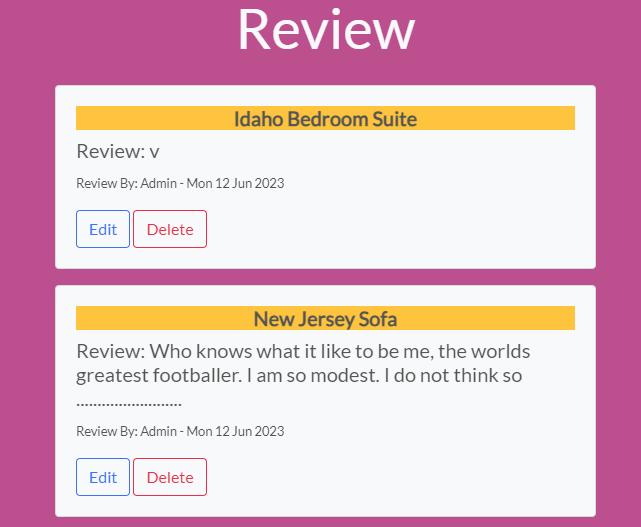 Review
Idaho Bedroom Suite
Review: v
Review By: Admin - Mon 12 Jun 2023
Edit Delete
New Jersey Sofa
Review: Who knows what it like to be me, the worlds
greatest footballer. I am so modest. I do not think so
.........................
Review By: Admin - Mon 12 Jun 2023
Edit Delete